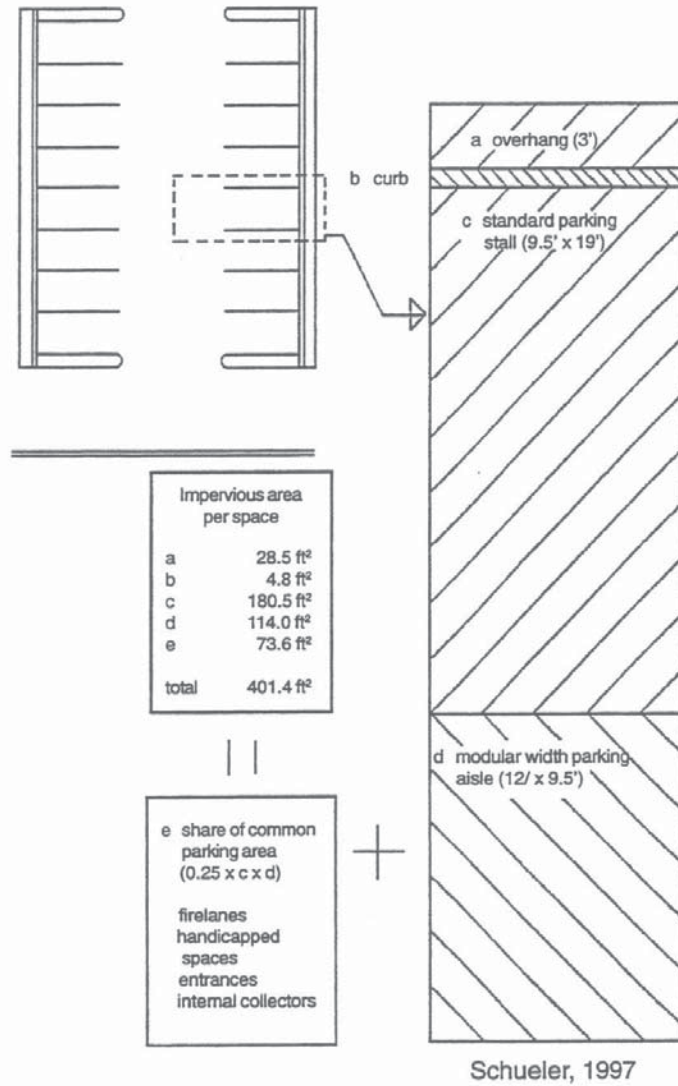 a overhang (3')
b curb
c standard parking
stall (9.5' x 19')
Impervious area
per space
a 28.5 ft²
b 4.8 ft²
c 180.5 ft²
d 114.0 ft²
e 73.6 ft²
total 401.4 ft²
d modular width parking
aisle (12/ x 9.5')
e share of common
parking area
(0.25 x c x d)
firelanes
handicapped
spaces
entrances
internal collectors
Schueler, 1997